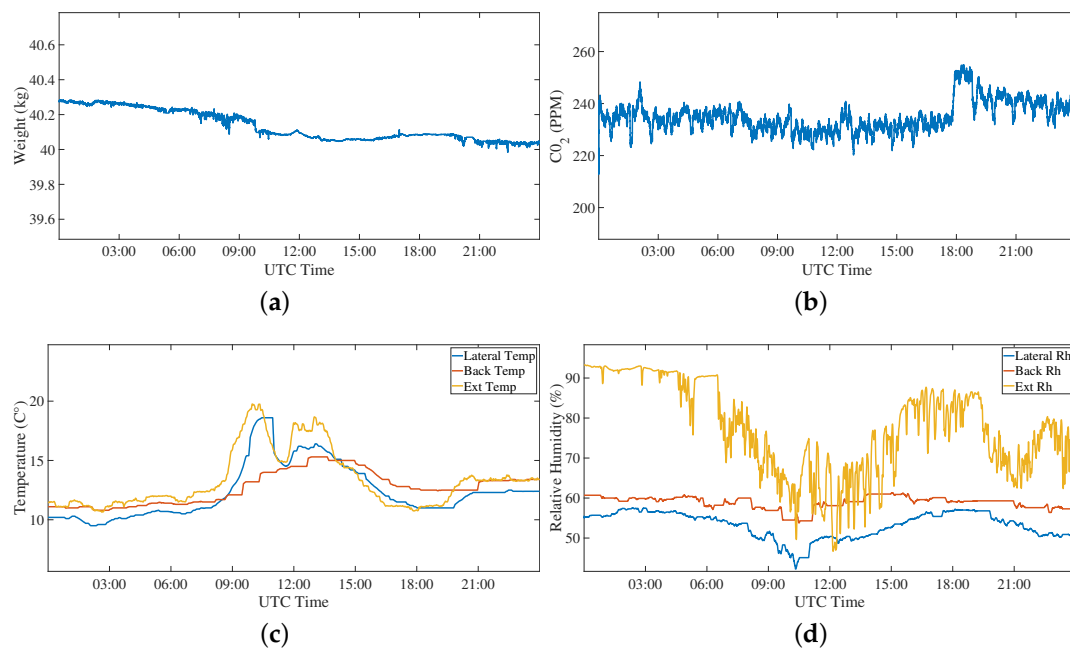 40.6
40.4
40.2
40
39.8
39.6
Weight (kg)
03:00 06:00 09:00 12:00 15:00 18:00 21:00
UTC Time
(a)
260
240
220
200
C0₂ (PPM)
03:00 06:00 09:00 12:00 15:00 18:00 21:00
UTC Time
(b)
20
15
10
Temperature (C°)
Lateral Temp
Back Temp
Ext Temp
03:00 06:00 09:00 12:00 15:00 18:00 21:00
UTC Time
(c)
90
80
70
60
50
Relative Humidity (%)
Lateral Rh
Back Rh
Ext Rh
03:00 06:00 09:00 12:00 15:00 18:00 21:00
UTC Time
(d)